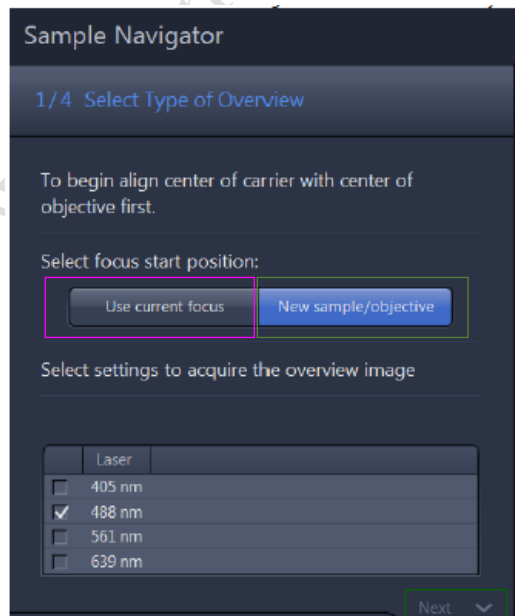 Sample Navigator
1/4 Select Type of Overview
To begin align center of carrier with center of
objective first.
Select focus start position:
Use current focus New sample/objective
Select settings to acquire the overview image
Laser
405 nm
488 nm
561 nm
639 nm
Next